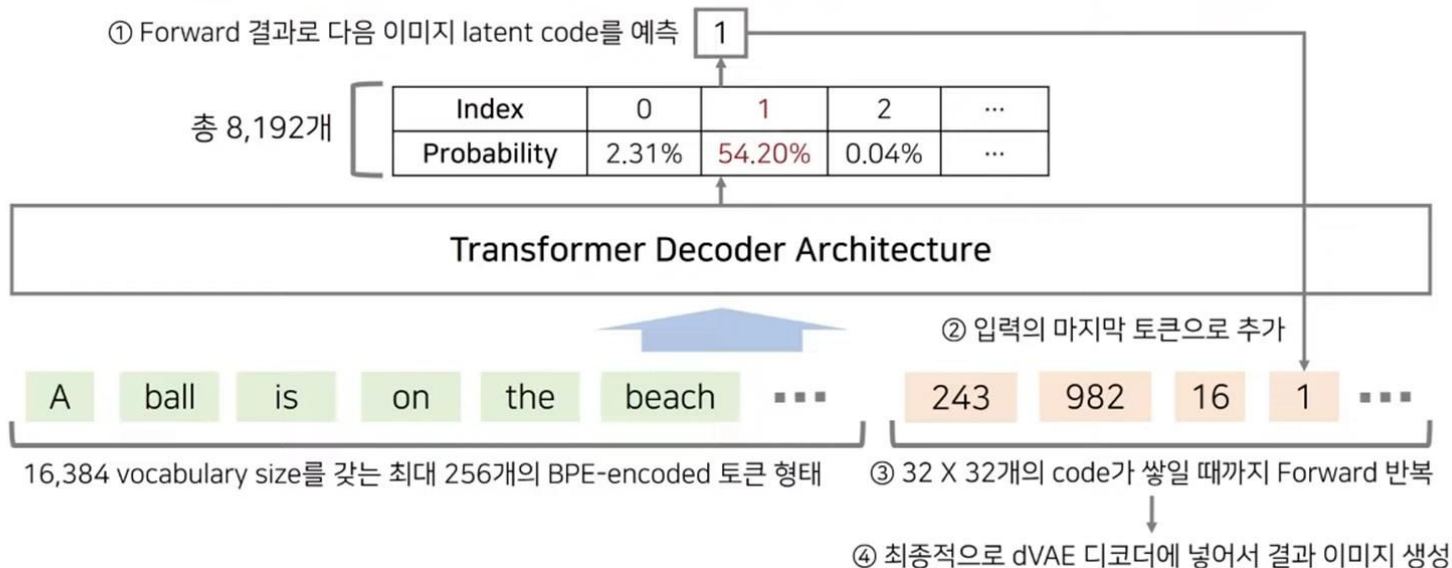 ① Forward 결과로 다음 이미지 latent code를 예측 1
총 8,192개
Index 0 1 2 ...
Probability 2.31% 54.20% 0.04% ...
Transformer Decoder Architecture
② 입력의 마지막 토큰으로 추가
A ball is on the beach ... 243 982 16 1 ...
16,384 vocabulary size를 갖는 최대 256개의 BPE-encoded 토큰 형태
③ 32 X 32개의 code가 쌓일 때까지 Forward 반복
④ 최종적으로 dVAE 디코더에 넣어서 결과 이미지 생성